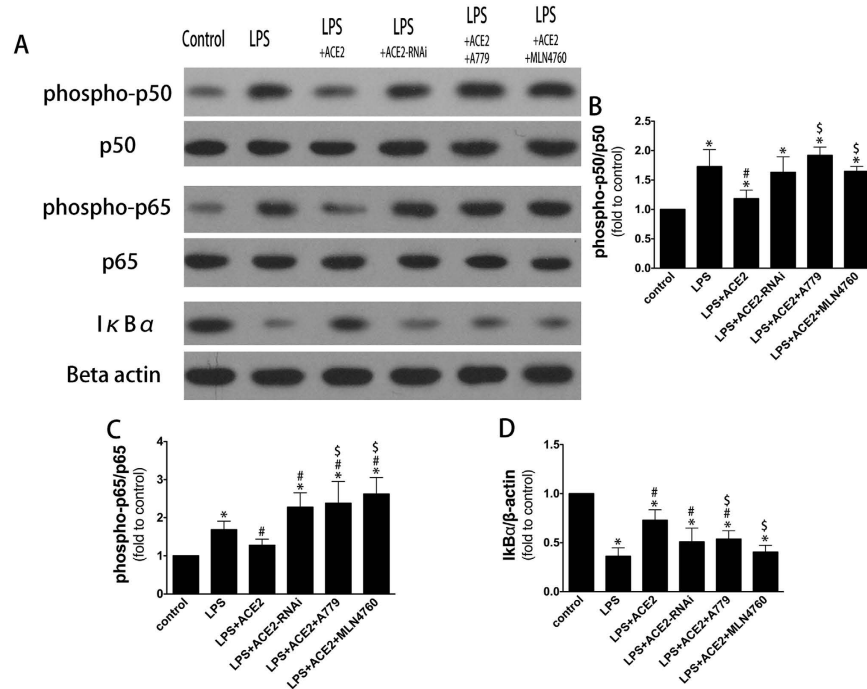 A
Control
LPS
LPS
+ACE2
LPS
+ACE2-RNAi
LPS
+ACE2
+A779
LPS
+ACE2
+MLN4760
phospho-p50
p50
phospho-p65
p65
IκBα
Beta actin
B
phospho-p50/p50
(fold to control)
2.5
2.0
1.5
1.0
0.5
0.0
*
#
*
*
$
*
$
*
control
LPS
LPS+ACE2
LPS+ACE2-RNAi
LPS+ACE2+A779
LPS+ACE2+MLN4760
C
phospho-p65/p65
(fold to control)
4
3
2
1
0
*
#
#
*
$
#
*
$
#
*
control
LPS
LPS+ACE2
LPS+ACE2-RNAi
LPS+ACE2+A779
LPS+ACE2+MLN4760
D
IkBα/β-actin
(fold to control)
1.5
1.0
0.5
0.0
*
#
*
#
*
$
#
*
$
*
control
LPS
LPS+ACE2
LPS+ACE2-RNAi
LPS+ACE2+A779
LPS+ACE2+MLN4760